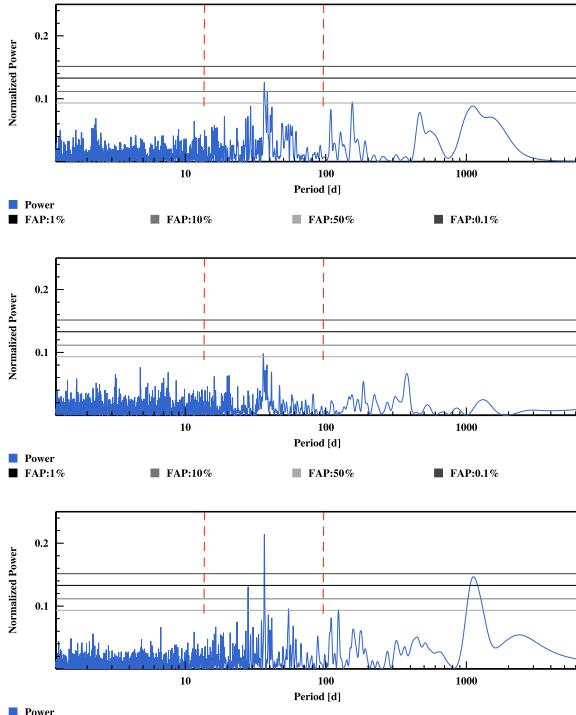 0.2
Normalized Power
0.1
10 100 1000
Period [d]
Power
FAP:1% FAP:10% FAP:50% FAP:0.1%
0.2
Normalized Power
0.1
10 100 1000
Period [d]
Power
FAP:1% FAP:10% FAP:50% FAP:0.1%
0.2
Normalized Power
0.1
10 100 1000
Period [d]
Power